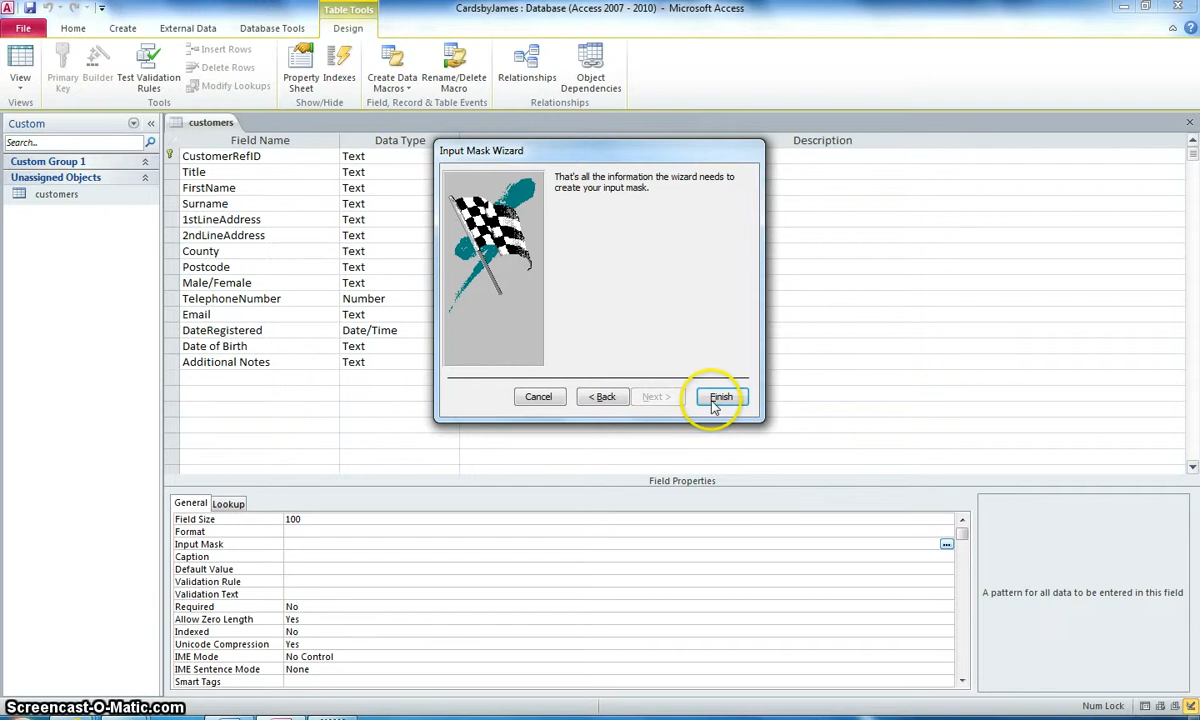 Table Tools
CardsbyJames : Database (Access 2007 - 2010) - Microsoft Access
File Home Create External Data Database Tools Design
View
Primary Key
Builder
Test Validation Rules
Insert Rows
Delete Rows
Modify Lookups
Property Sheet
Indexes
Create Data Macros
Rename/Delete Macro
Relationships
Object Dependencies
Views Tools Show/Hide Field, Record & Table Events Relationships
Custom
Search...
Custom Group 1
Unassigned Objects
customers
customers
Field Name Data Type Description
CustomerRefID Text
Title Text
FirstName Text
Surname Text
1stLineAddress Text
2ndLineAddress Text
County Text
Postcode Text
Male/Female Text
TelephoneNumber Number
Email Text
DateRegistered Date/Time
Date of Birth Text
Additional Notes Text
Input Mask Wizard
That's all the information the wizard needs to
create your input mask.
Cancel < Back Next > Finish
Field Properties
General Lookup
Field Size 100
Format
Input Mask
Caption
Default Value
Validation Rule
Validation Text
Required No
Allow Zero Length Yes
Indexed No
Unicode Compression Yes
IME Mode No Control
IME Sentence Mode None
Smart Tags
A pattern for all data to be entered in this field
Num Lock
Screencast-O-Matic.com